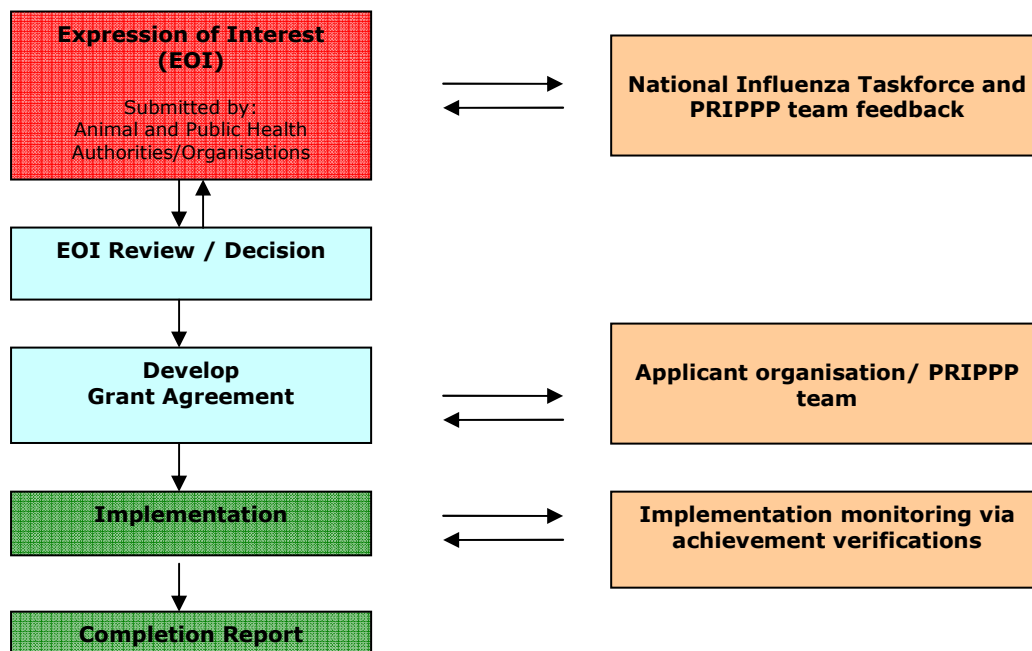 Expression of Interest
(EOI)
Submitted by:
Animal and Public Health
Authorities/Organisations
National Influenza Taskforce and
PRIPPP team feedback
EOI Review / Decision
Develop
Grant Agreement
Applicant organisation/ PRIPPP
team
Implementation
Implementation monitoring via
achievement verifications
Completion Report